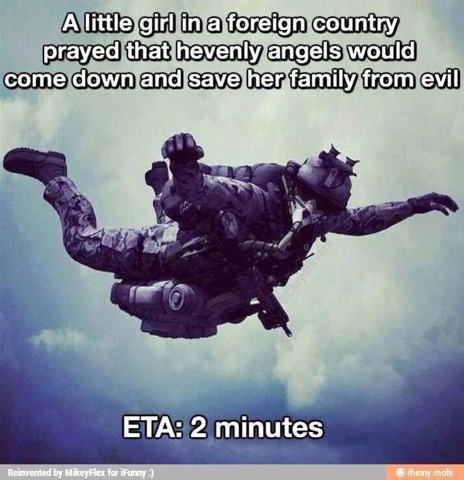 A little girl in a foreign country
prayed that hevenly angels would
come down and save her family from evil
ETA: 2 minutes
Reinvented by MikeyFlex for iFunny :)
ifunny.mobi